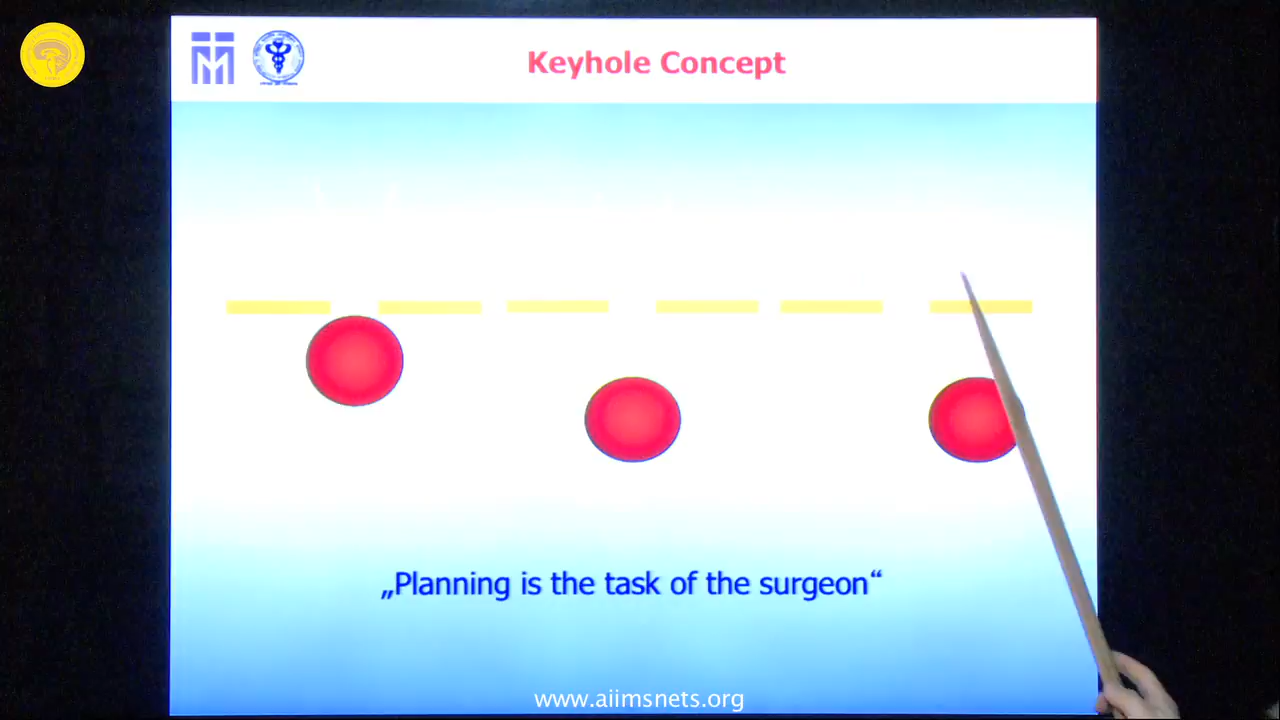 Keyhole Concept
„Planning is the task of the surgeon“
www.aiimsnets.org